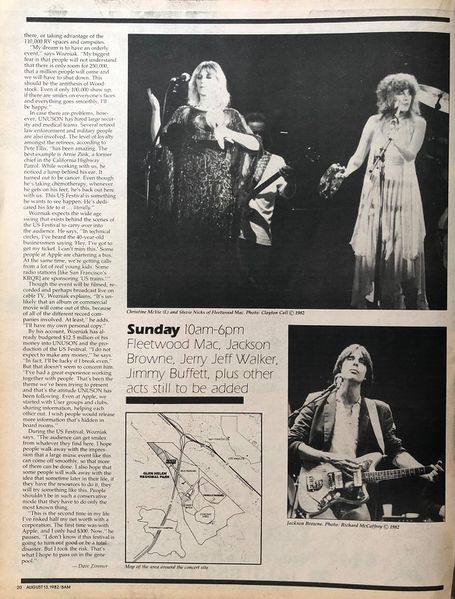 there, or taking advantage of the
110,000 RV spaces and campsites.
"My dream is to have an orderly
event," says Wozniak. "My biggest
fear is that people will not understand
that there is only room for 250,000,
that a million people will come and
we will have to shut down. This
should be the antithesis of Wood-
stock. Even if only 100,000 show up,
if there are smiles on everyone's faces
and everything goes smoothly, I'll
be happy."
In case there are problems, how-
ever, UNUSON has hired large secur-
ity and medical teams. Several retired
law enforcement and military people
are also involved. The level of loyalty
amongst the retirees, according to
Pete Ellis, "has been amazing. The
best example is Arnie Zink, a former
chief in the California Highway
Patrol. While working with us, he
noticed a lump behind his ear. It
turned out to be cancer. Even though
he's taking chemotherapy, whenever
he gets on his feet, he's back out here
with us. This US Festival is something
he wants to see happen. He's dedi-
cated his life to it . . . literally."
Wozniak expects the wide age
swing that exists behind the scenes of
the US Festival to carry over into
the audience. He says, "In technical
circles, I've heard the 40-year-old
businessmen saying 'Hey, I've got to
get my ticket. I can't miss this.' Some
people at Apple are chartering a bus.
At the same time, we're getting calls
from a lot of real young kids. Some
radio stations [like San Francisco's
KRQR] are sponsoring 'US trains.'"
Though the event will be filmed,
recorded and perhaps broadcast live on
cable TV, Wozniak explains, "It's un-
likely that an album or commercial
movie will come out of this, because
of all of the different record com-
panies involved. At least," he adds,
"I'll have my own personal copy."
By his account, Wozniak has al-
ready budgeted $12.5 million of his
money into UNUSON and the pro-
duction of the US Festival. "I do not
expect to make any money," he says.
"In fact, I'll be lucky if I break even."
But that doesn't seem to concern him.
"I've had a great experience working
together with people. That's been the
theme we've been trying to present
and that's the attitude UNUSON has
been following. Even at Apple, we
started with User groups and clubs,
sharing information, helping each
other out. I wish people would release
more information that's hidden in
board rooms."
During the US Festival, Wozniak
says, "The audience can get smiles
from whatever they find here. I hope
people walk away with the impres-
sion that a large music event like this
can come off smoothly, so that more
of them can be done. I also hope that
some people will walk away with the
idea that sometime later in their life, if
they have the resources to do it, they
will try something like this. People
shouldn't be in such a conservative
mode that they have to do only the
most known thing.
"This is the second time in my life
I've risked half my net worth with a
corporation. The first time was with
Apple, and I only had $300. Now," he
pauses, "I don't know if this festival is
going to turn out good or be a total
disaster. But I took the risk. That's
what I hope to pass on in the gene
pool."
—Dave Zimmer
Christine McVie (L) and Stevie Nicks of Fleetwood Mac. Photo: Clayton Call © 1982
Sunday 10am-6pm
Fleetwood Mac, Jackson
Browne, Jerry Jeff Walker,
Jimmy Buffett, plus other
acts still to be added
GLEN HELEN
REGIONAL PARK
Map of the area around the concert site
Jackson Browne. Photo: Richard McCaffrey © 1982
20 AUGUST 13, 1982/BAM